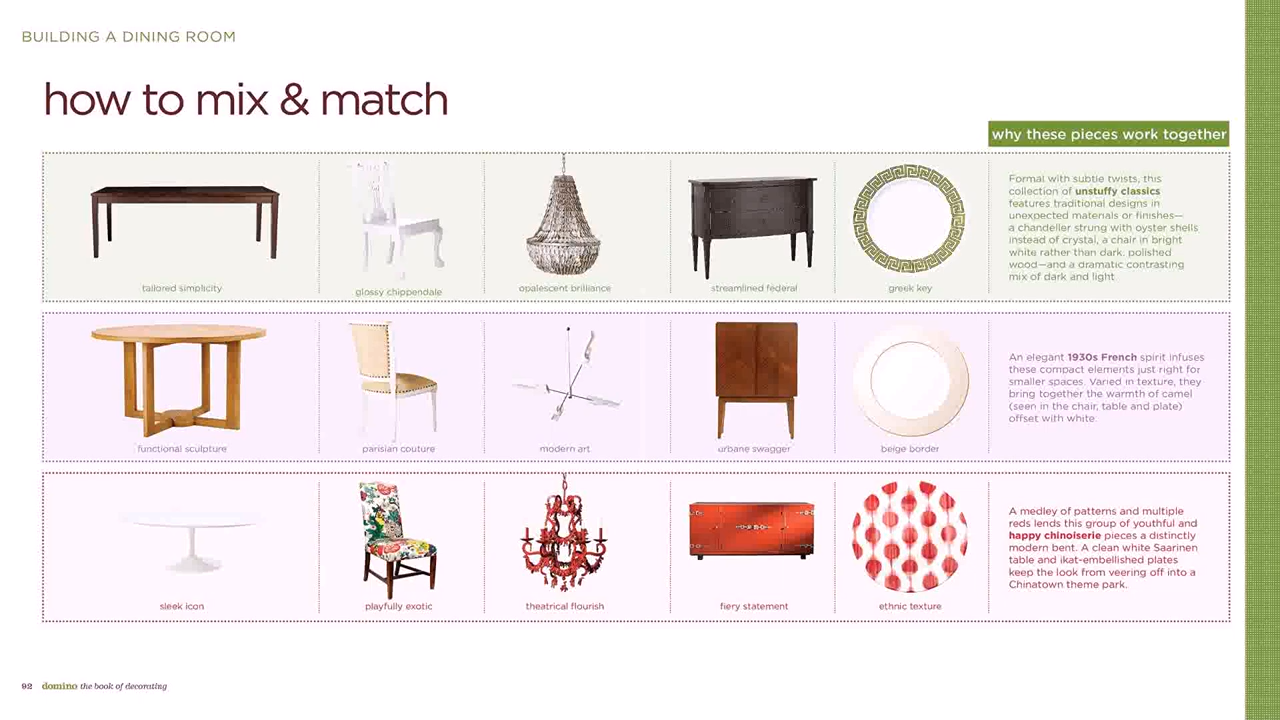 BUILDING A DINING ROOM
how to mix & match
why these pieces work together
tailored simplicity
glossy chippendale
opalescent brilliance
streamlined federal
greek key
Formal with subtle twists, this
collection of unstuffy classics
features traditional designs in
unexpected materials or finishes—
a chandelier strung with oyster shells
instead of crystal, a chair in bright
white rather than dark, polished
wood—and a dramatic contrasting
mix of dark and light
functional sculpture
parisian couture
modern art
urbane swagger
beige border
An elegant 1930s French spirit infuses
these compact elements just right for
smaller spaces. Varied in texture, they
bring together the warmth of camel
(seen in the chair, table and plate)
offset with white.
sleek icon
playfully exotic
theatrical flourish
fiery statement
ethnic texture
A medley of patterns and multiple
reds lends this group of youthful and
happy chinoiserie pieces a distinctly
modern bent. A clean white Saarinen
table and ikat-embellished plates
keep the look from veering off into a
Chinatown theme park.
92 domino the book of decorating